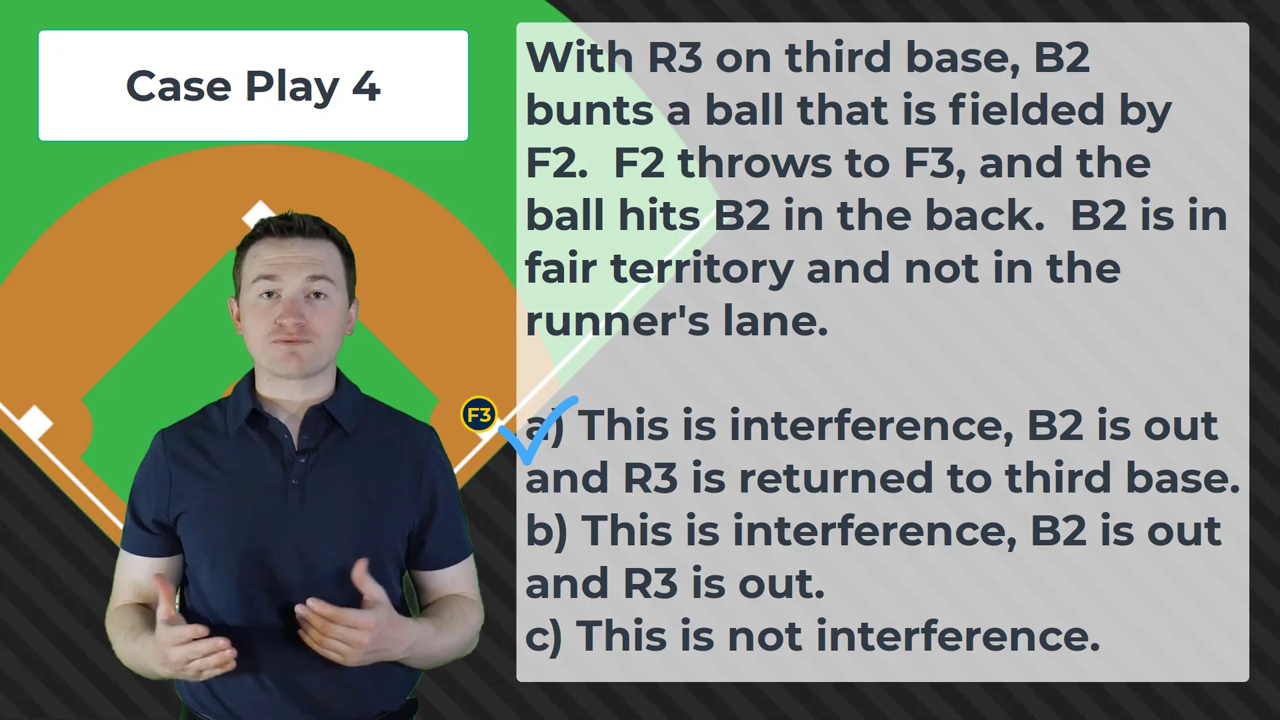 Case Play 4
With R3 on third base, B2
bunts a ball that is fielded by
F2.  F2 throws to F3, and the
ball hits B2 in the back.  B2 is in
fair territory and not in the
runner's lane.
a) This is interference, B2 is out
and R3 is returned to third base.
b) This is interference, B2 is out
and R3 is out.
c) This is not interference.
F3